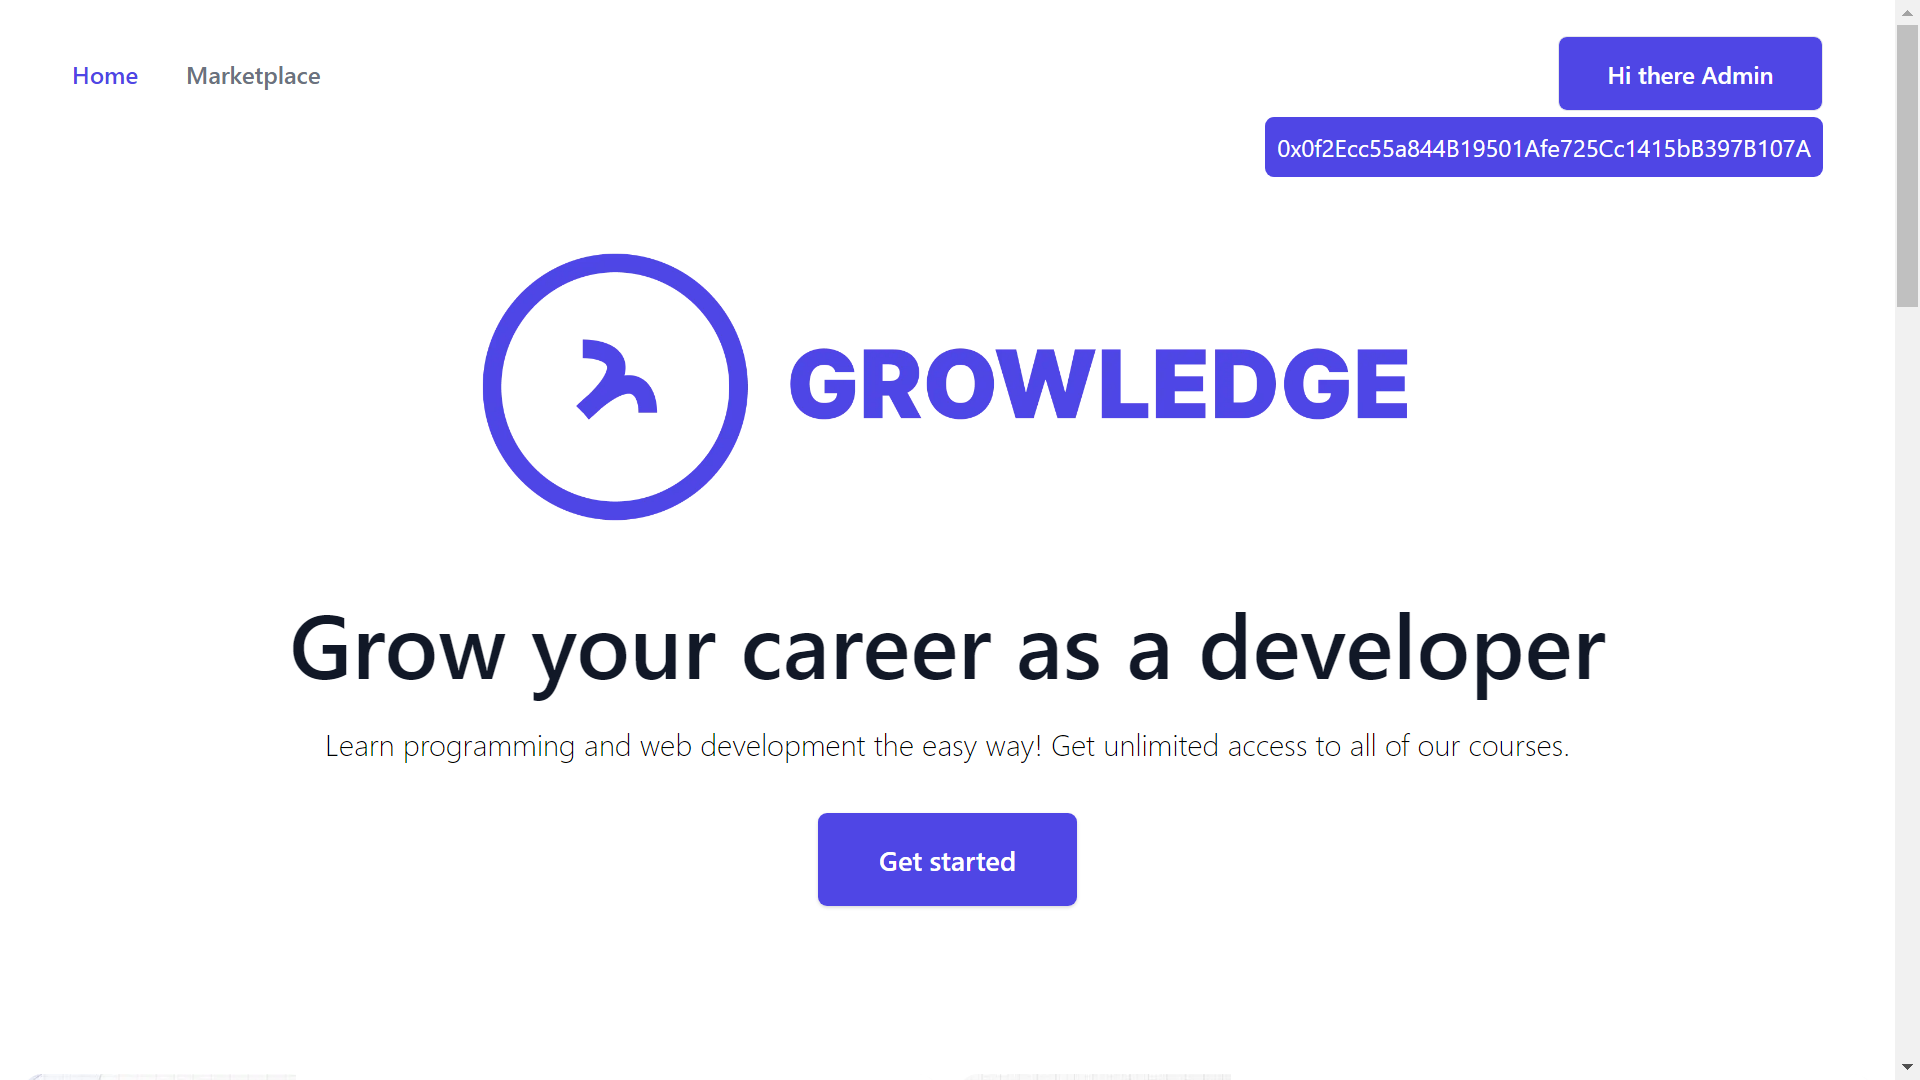 Home Marketplace Hi there Admin
0x0f2Ecc55a844B19501Afe725Cc1415bB397B107A
GROWLEDGE
Grow your career as a developer
Learn programming and web development the easy way! Get unlimited access to all of our courses.
Get started